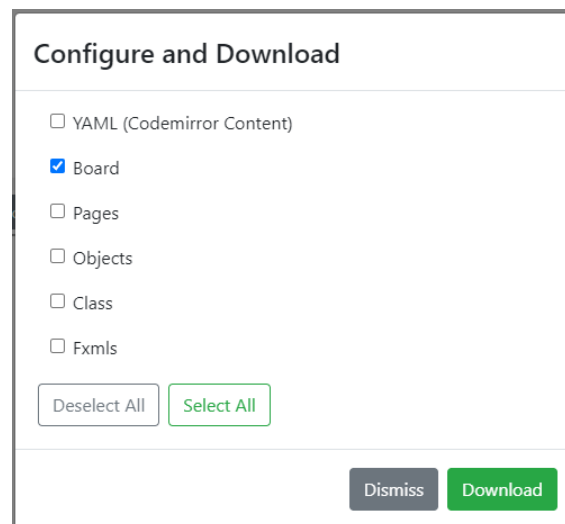 Configure and Download
YAML (Codemirror Content)
Board
Pages
Objects
Class
Fxmls
Deselect All Select All
Dismiss Download